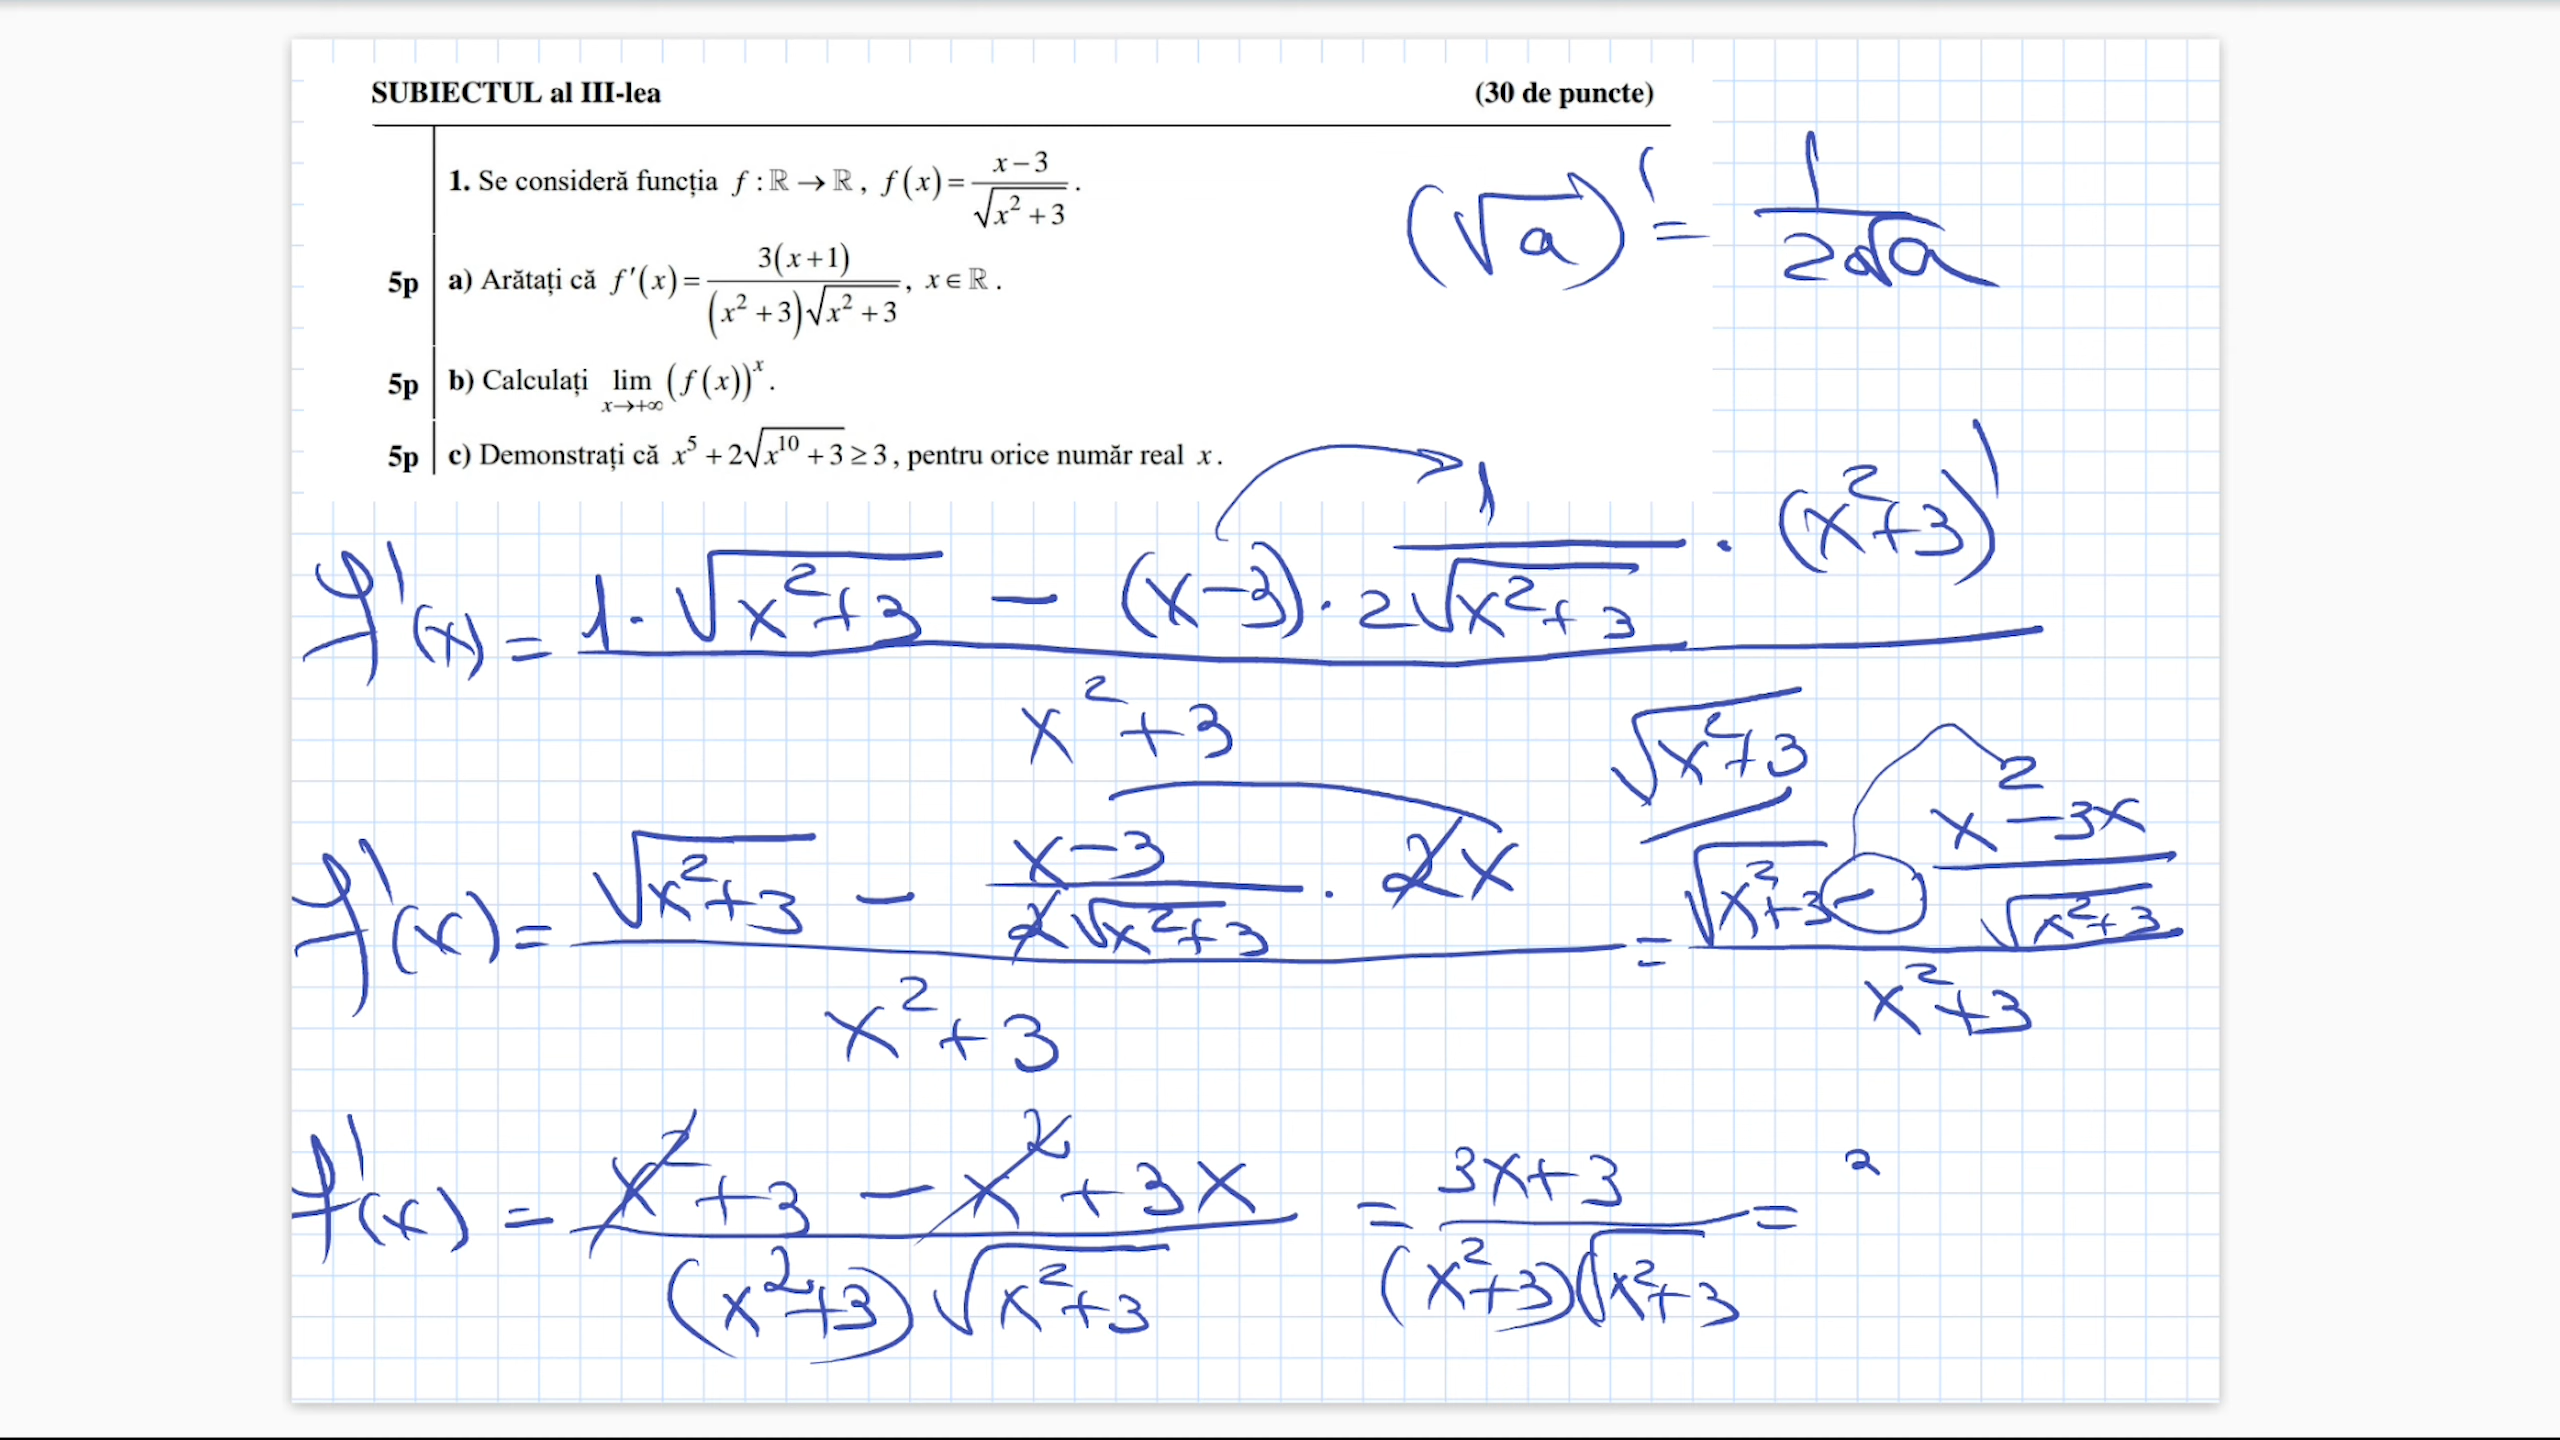 SUBIECTUL al III-lea (30 de puncte)
1. Se consideră funcția f : ℝ → ℝ, f(x) = (x−3)/√(x²+3).
5p a) Arătați că f′(x) = 3(x+1)/((x²+3)√(x²+3)), x ∈ ℝ.
5p b) Calculați lim x→+∞ (f(x))ˣ.
5p c) Demonstrați că x⁵ + 2√(x¹⁰+3) ≥ 3, pentru orice număr real x.
(√a)′ = 1/(2√a)
f′(x) = (1·√(x²+3) − (x−3)· 1/(2√(x²+3)) · (x²+3)′)/(x²+3)
f′(x) = (√(x²+3) − (x−3)/(2√(x²+3)) · 2x)/(x²+3) = (√(x²+3) √(x²+3) − (x²−3x)/√(x²+3))/(x²+3)
f′(x) = (x²+3 − x²+3x)/((x²+3)√(x²+3)) = (3x+3)/((x²+3)√(x²+3)) = 2